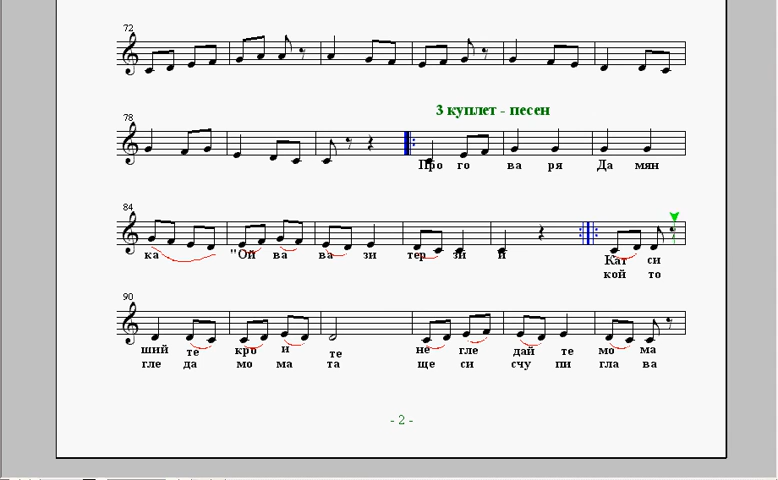 72
3 куплет - песен
78
Про го ва ря Да мян
84
ка "Ой ва ва зи тер зи й
Кат си
кой то
90
ший те кро и те не гле дай те мо ма
гле да мо ма та ще си счу пи гла ва
- 2 -